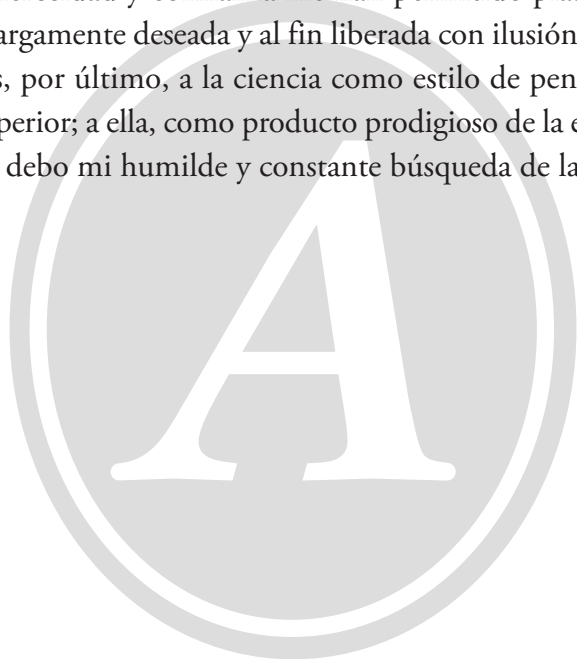 argamente deseada y al fin liberada con ilusión
s, por último, a la ciencia como estilo de pen
perior; a ella, como producto prodigioso de la e
debo mi humilde y constante búsqueda de la
A